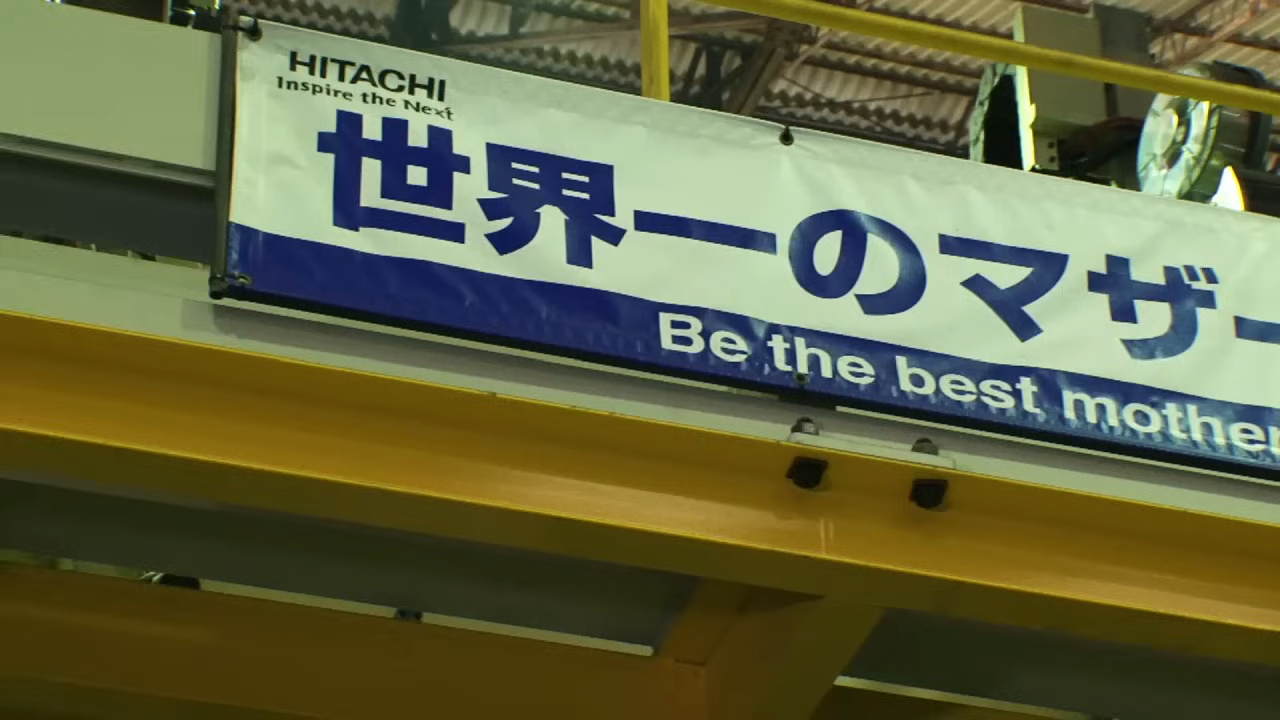 HITACHI
Inspire the Next
世界一のマザー
Be the best mother